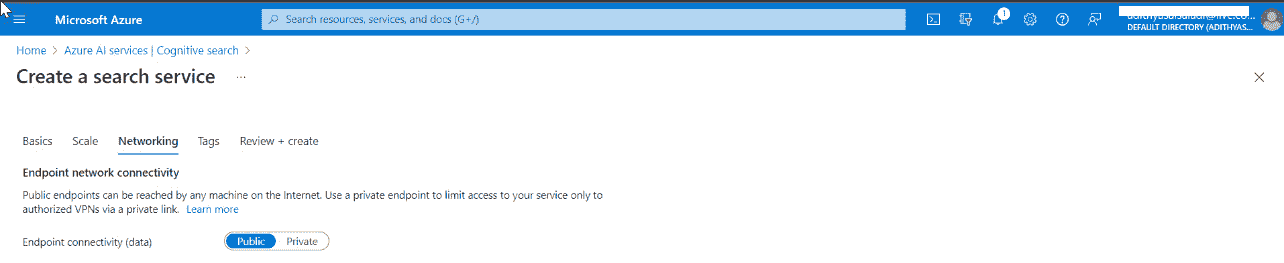 Microsoft Azure
Search resources, services, and docs (G+/)
1
DEFAULT DIRECTORY (ADITHYAS...
Home > Azure AI services | Cognitive search >
Create a search service ...
Basics Scale Networking Tags Review + create
Endpoint network connectivity
Public endpoints can be reached by any machine on the Internet. Use a private endpoint to limit access to your service only to
authorized VPNs via a private link. Learn more
Endpoint connectivity (data) Public Private